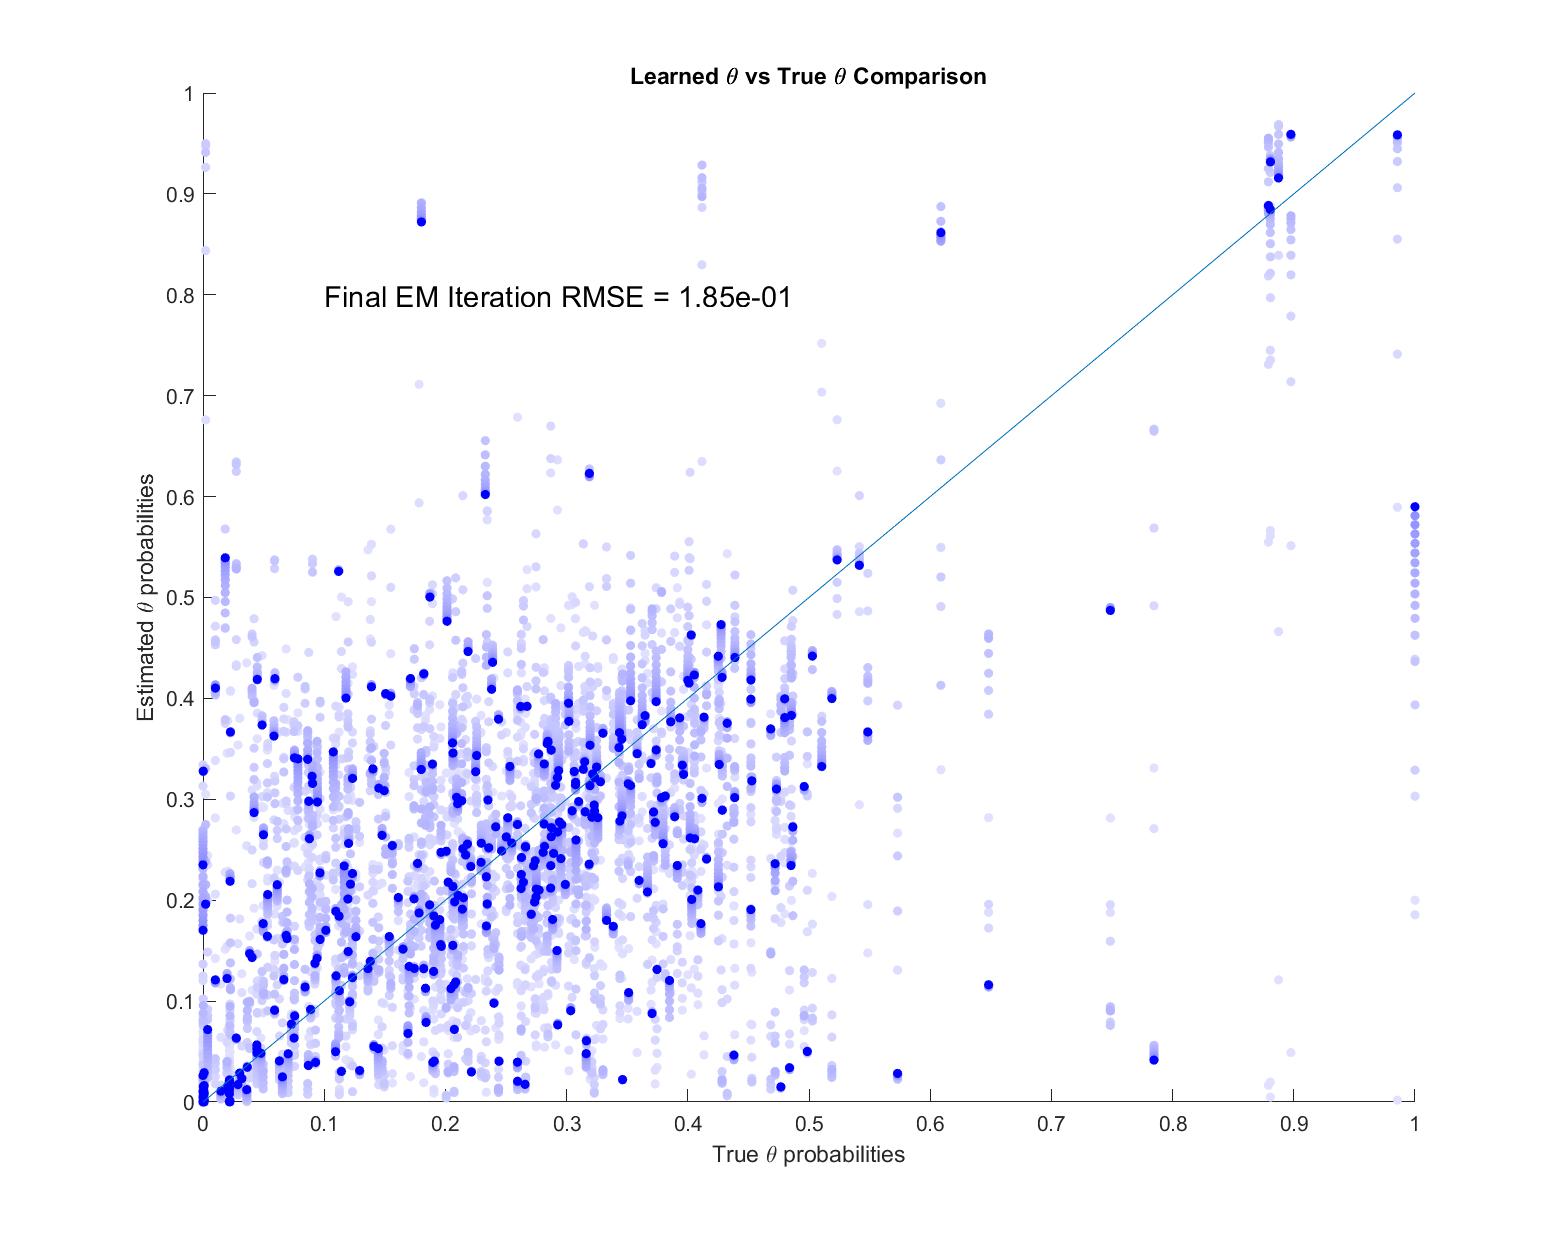 Learned θ vs True θ Comparison
1
0.9
0.8
0.7
0.6
0.5
0.4
0.3
0.2
0.1
0
Estimated θ probabilities
Final EM Iteration RMSE = 1.85e-01
0 0.1 0.2 0.3 0.4 0.5 0.6 0.7 0.8 0.9 1
True θ probabilities